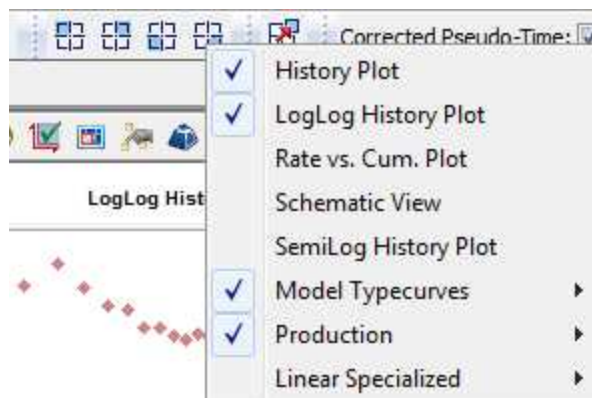 Corrected Pseudo-Time:
History Plot
LogLog History Plot
Rate vs. Cum. Plot
LogLog Hist
Schematic View
SemiLog History Plot
Model Typecurves
Production
Linear Specialized